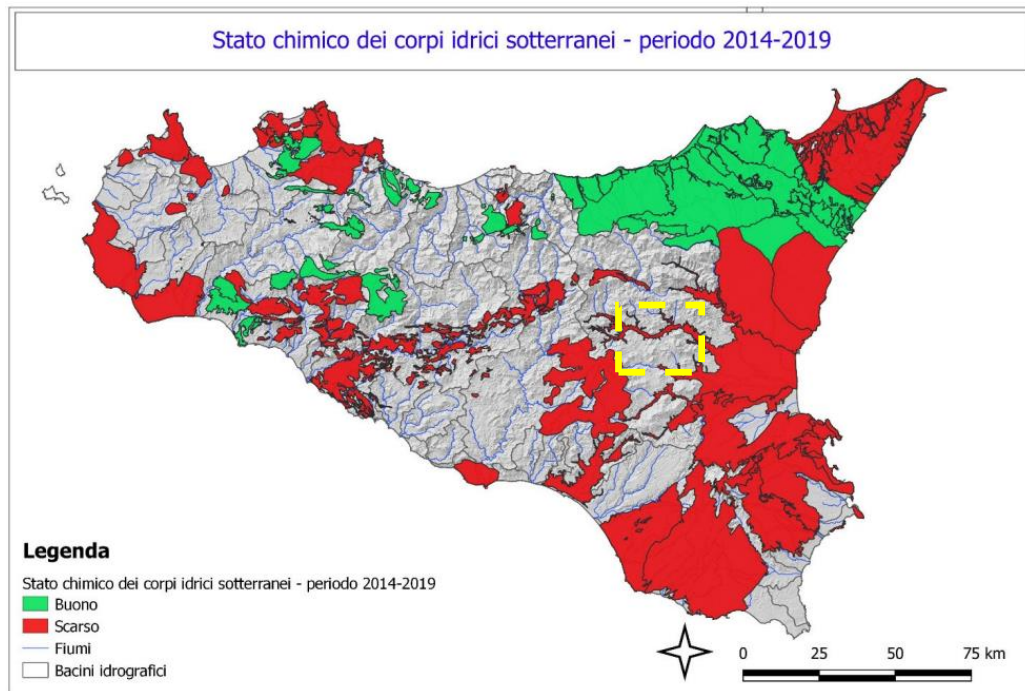 Stato chimico dei corpi idrici sotterranei - periodo 2014-2019
Legenda
Stato chimico dei corpi idrici sotterranei - periodo 2014-2019
Buono
Scarso
Fiumi
Bacini idrografici
0 25 50 75 km